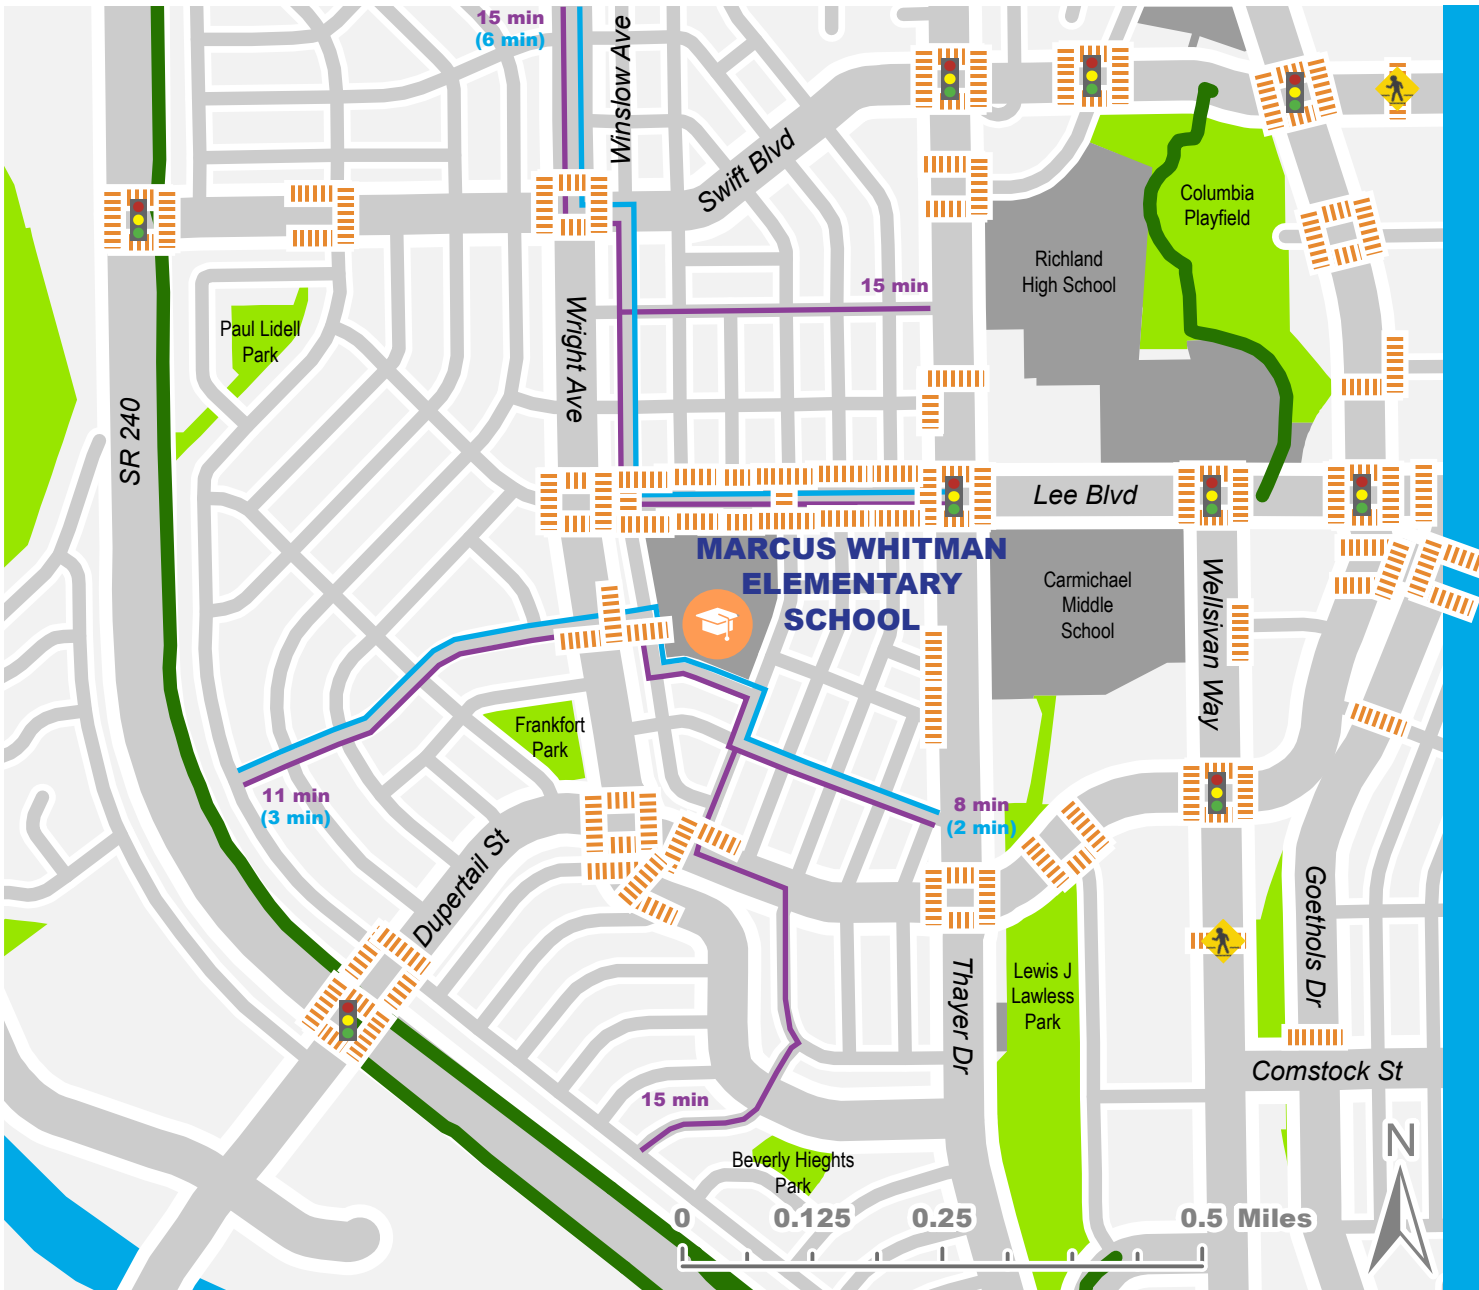 15 min
(6 min)
Winslow Ave
Swift Blvd
Columbia
Playfield
Richland
High School
15 min
Paul Lidell
Park
Wright Ave
SR 240
Lee Blvd
MARCUS WHITMAN
ELEMENTARY
SCHOOL
Carmichael
Middle
School
Wellsivan Way
Frankfort
Park
11 min
(3 min)
8 min
(2 min)
Dupertail St
Goethols Dr
Thayer Dr
Lewis J
Lawless
Park
Comstock St
15 min
Beverly Hieghts
Park
N
0 0.125 0.25 0.5 Miles